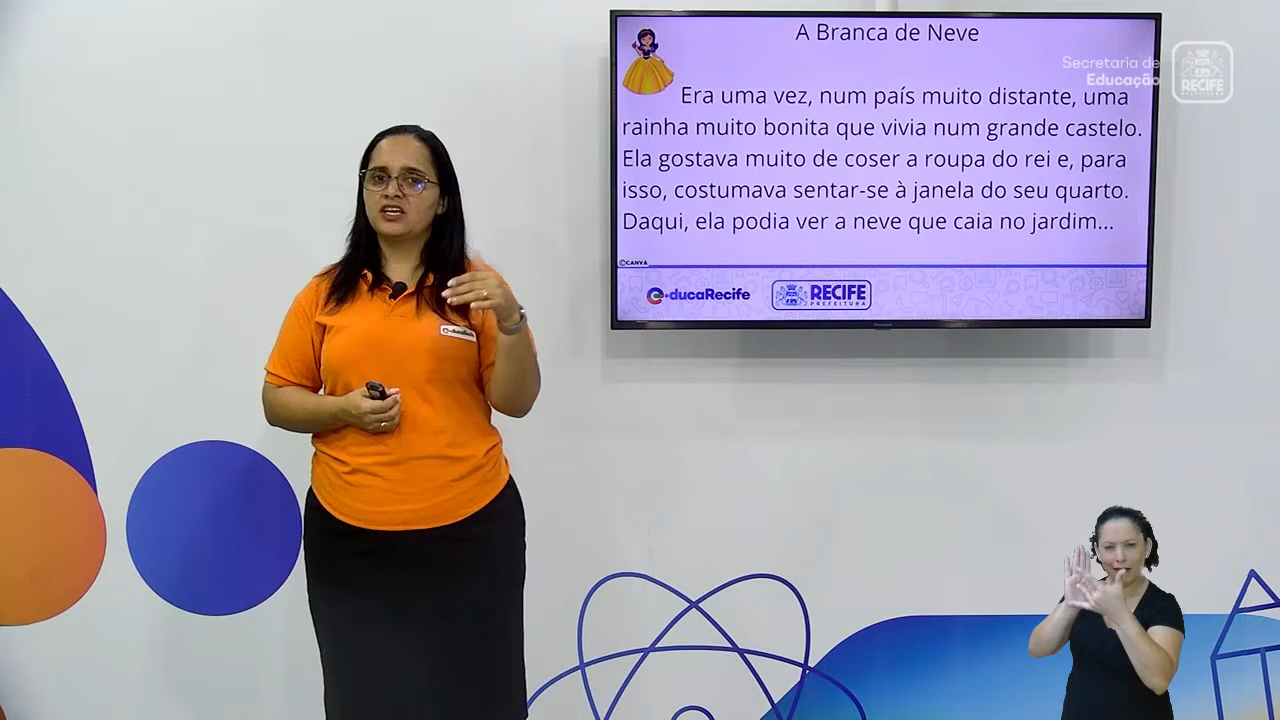 A Branca de Neve
Secretaria de
Educação
RECIFE
PREFEITURA
Era uma vez, num país muito distante, uma
rainha muito bonita que vivia num grande castelo.
Ela gostava muito de coser a roupa do rei e, para
isso, costumava sentar-se à janela do seu quarto.
Daqui, ela podia ver a neve que caia no jardim...
©CANVA
e-ducaRecife
RECIFE
PREFEITURA